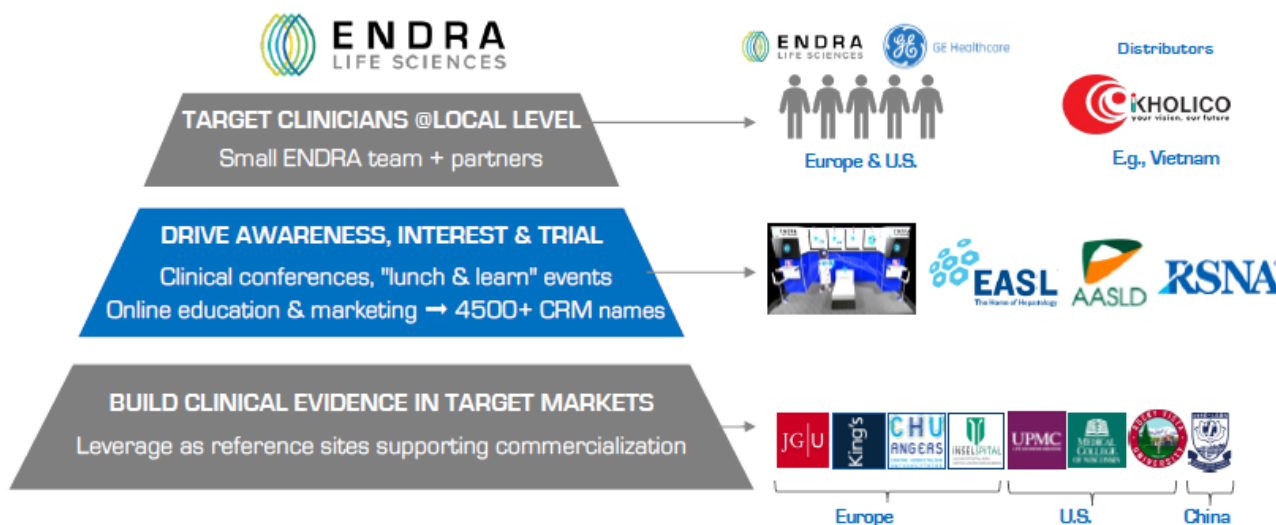 ENDRA
LIFE SCIENCES
ENDRA
LIFE SCIENCES
GE Healthcare
Distributors
TARGET CLINICIANS @LOCAL LEVEL
Small ENDRA team + partners
Europe & U.S.
KHOLICO
your vision, our future
E.g., Vietnam
DRIVE AWARENESS, INTEREST & TRIAL
Clinical conferences, "lunch & learn" events
Online education & marketing → 4500+ CRM names
EASL
The Home of Hepatology
AASLD
RSNA
BUILD CLINICAL EVIDENCE IN TARGET MARKETS
Leverage as reference sites supporting commercialization
JG|U
King's
CHU
ANGERS
INSELSPITAL
UPMC
MEDICAL
COLLEGE
OF WISCONSIN
ROCKY VISTA
UNIVERSITY
Europe
U.S.
China